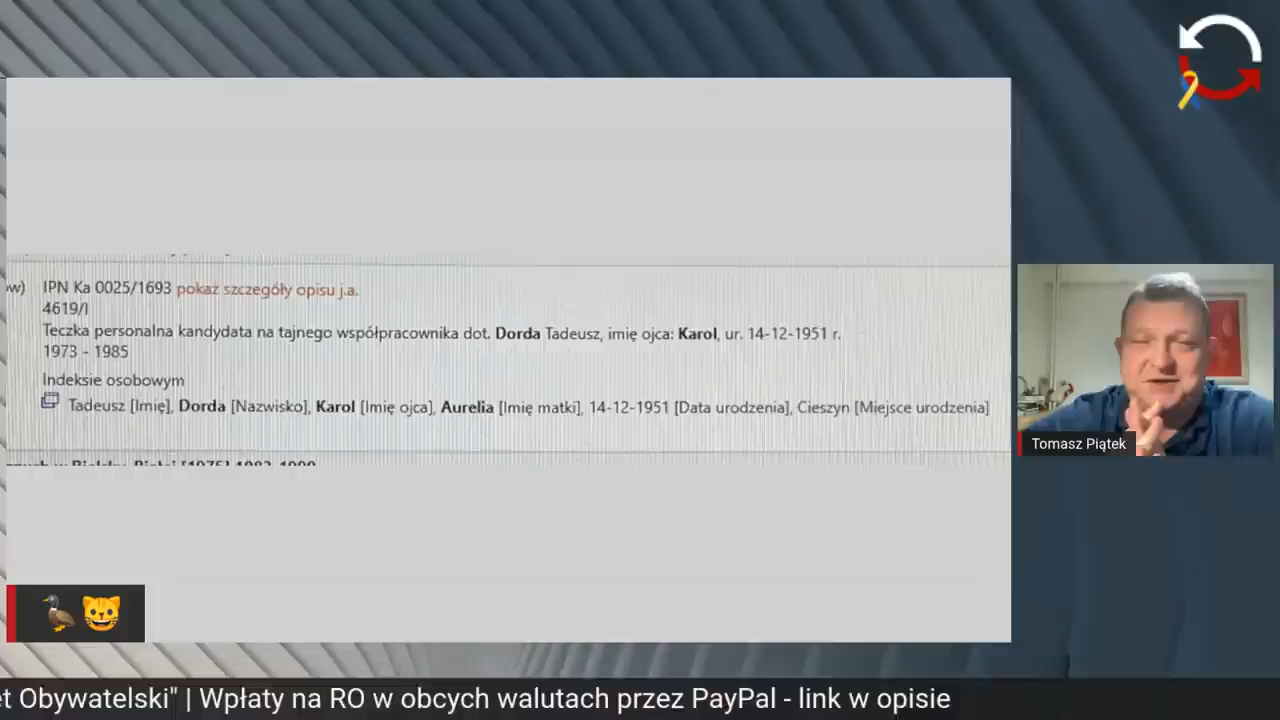 ów) IPN Ka 0025/1693 pokaż szczegóły opisu j.a.
4619/I
Teczka personalna kandydata na tajnego współpracownika dot. Dorda Tadeusz, imię ojca: Karol, ur. 14-12-1951 r.
1973 - 1985
Indeksie osobowym
Tadeusz [Imię], Dorda [Nazwisko], Karol [Imię ojca], Aurelia [Imię matki], 14-12-1951 [Data urodzenia], Cieszyn [Miejsce urodzenia]
Tomasz Piątek
et Obywatelski" | Wpłaty na RO w obcych walutach przez PayPal - link w opisie